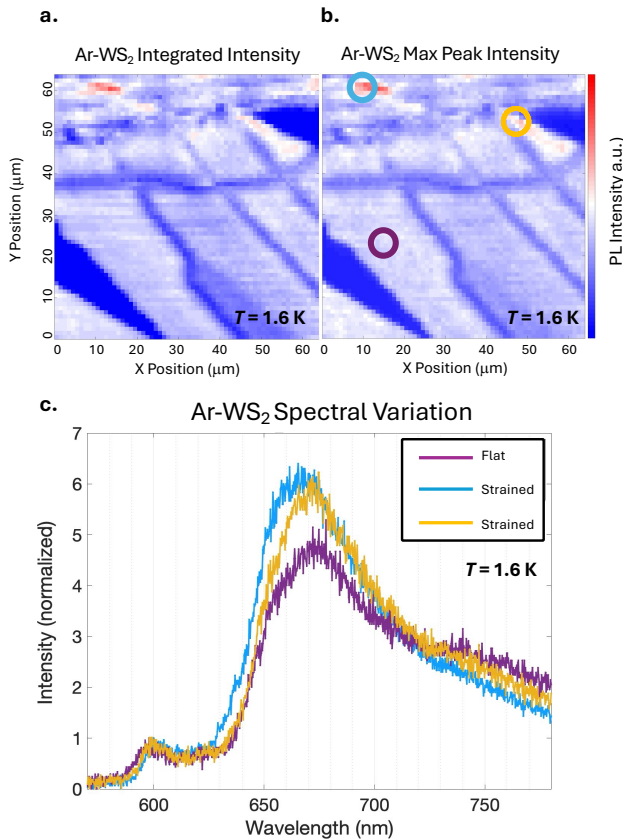 a.
b.
Ar-WS₂ Integrated Intensity
Ar-WS₂ Max Peak Intensity
Y Position (μm)
60
50
40
30
20
10
0
T = 1.6 K
0 10 20 30 40 50 60
X Position (μm)
T = 1.6 K
0 10 20 30 40 50 60
X Position (μm)
PL Intensity a.u.)
c.
Ar-WS₂ Spectral Variation
Intensity (normalized)
7
6
5
4
3
2
1
0
Flat
Strained
Strained
T = 1.6 K
600 650 700 750
Wavelength (nm)